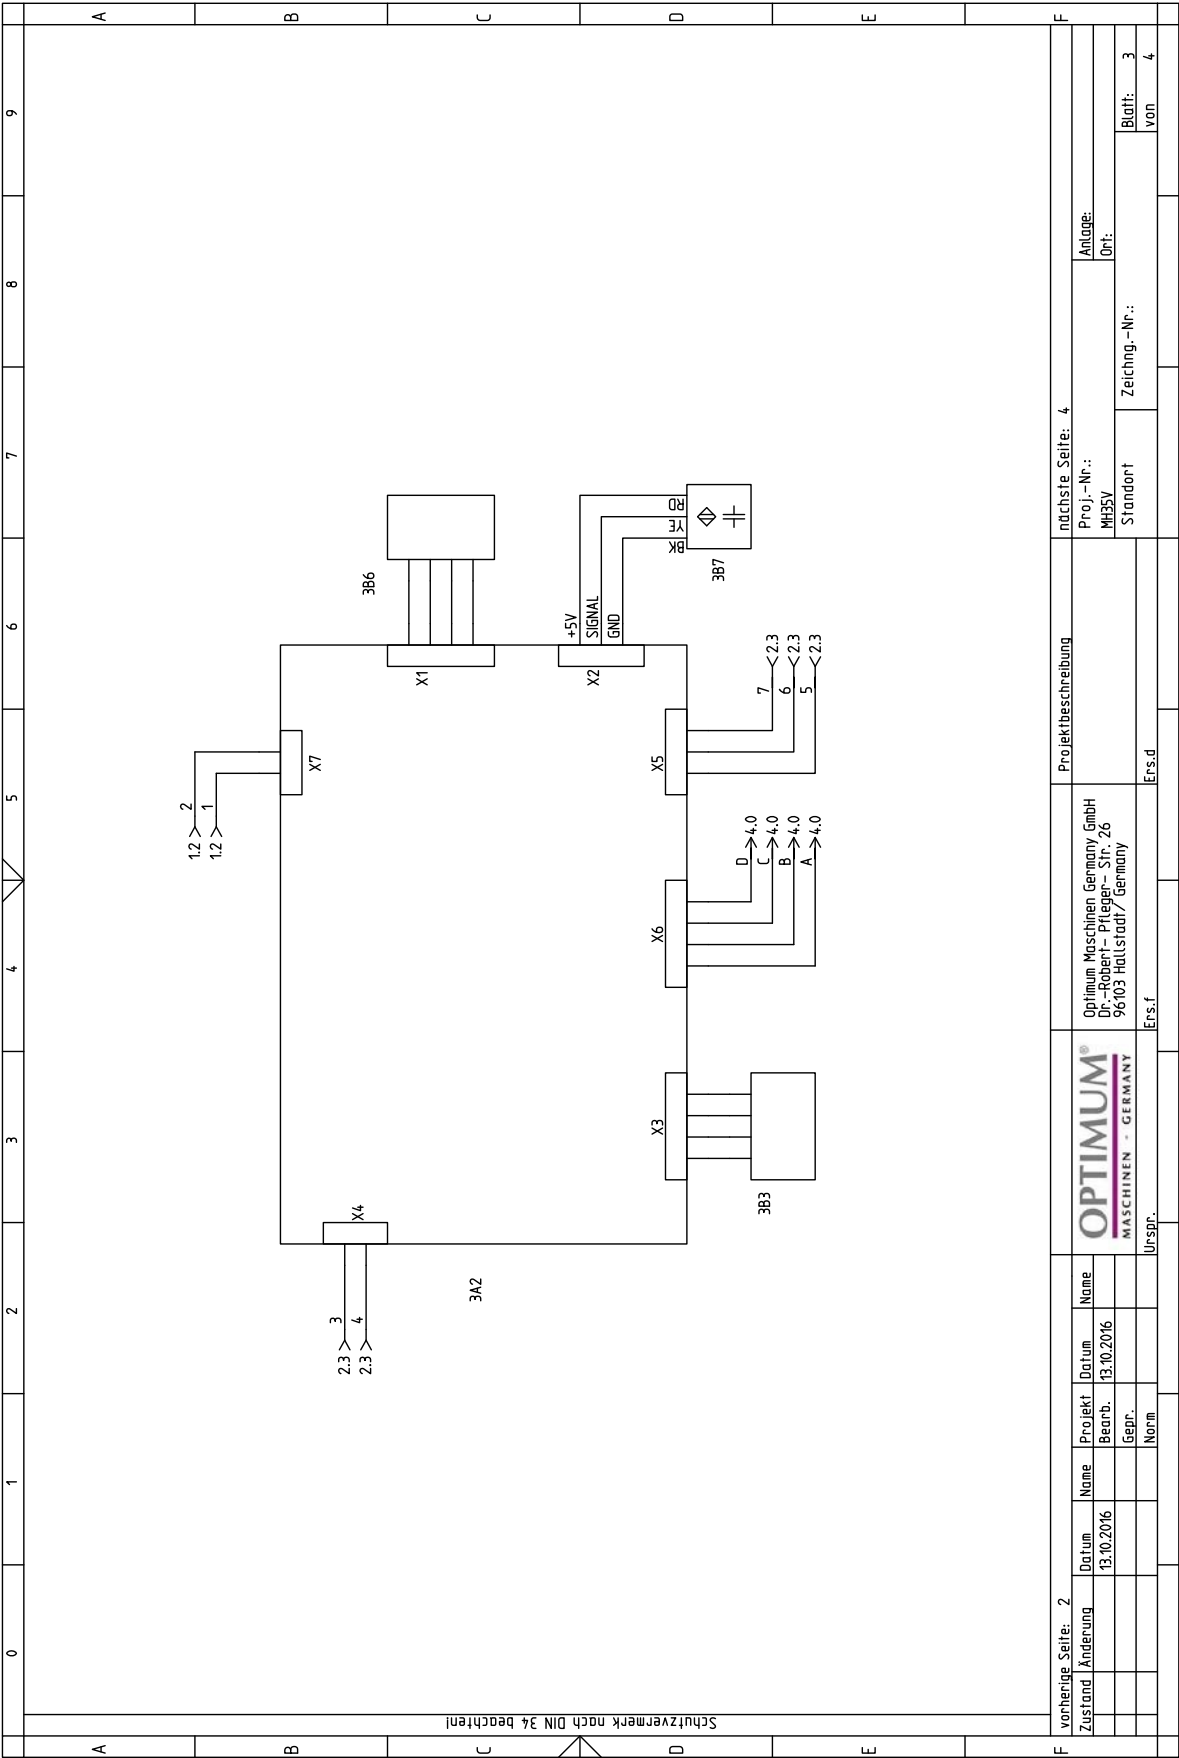 0 1 2 3 4 5 6 7 8 9
A A
B B
C C
D D
E E
F F
Schutzvermerk nach DIN 34 beachten!
1.2 2
1.2 1
X7
2.3 3
2.3 4
X4
3A2
X1
3B6
X2
+5V
SIGNAL
GND
RD
YE
BK
3B7
X3
3B3
X6
D 4.0
C 4.0
B 4.0
A 4.0
X5
7 2.3
6 2.3
5 2.3
vorherige Seite: 2
Zustand Änderung Datum Name Projekt Datum Name
13.10.2016 Bearb. 13.10.2016
Gepr.
Norm
Urspr.
OPTIMUM®
MASCHINEN - GERMANY
Optimum Maschinen Germany GmbH
Dr.-Robert- Pfleger- Str. 26
96103 Hallstadt/ Germany
Ers.f
Ers.d
Projektbeschreibung
nächste Seite: 4
Proj.-Nr.:
MH35V
Standort
Anlage:
Ort:
Zeichng.-Nr.:
Blatt: 3
von 4